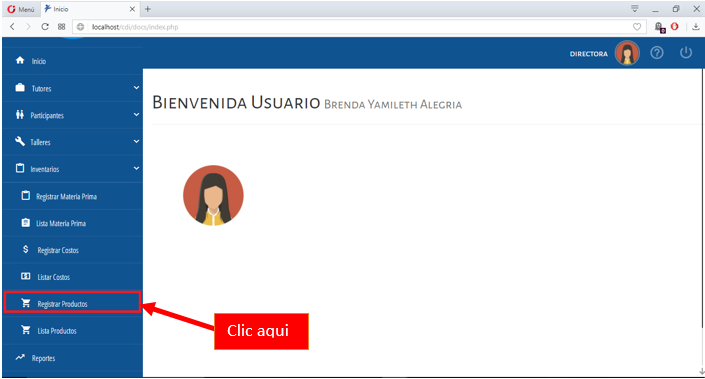 Menú
Inicio
localhost/cdi/docs/index.php
DIRECTORA
Inicio
Tutores
Participantes
Talleres
Inventarios
Registrar Materia Prima
Lista Materia Prima
Registrar Costos
Listar Costos
Registrar Productos
Lista Productos
Reportes
BIENVENIDA USUARIO BRENDA YAMILETH ALEGRIA
Clic aqui